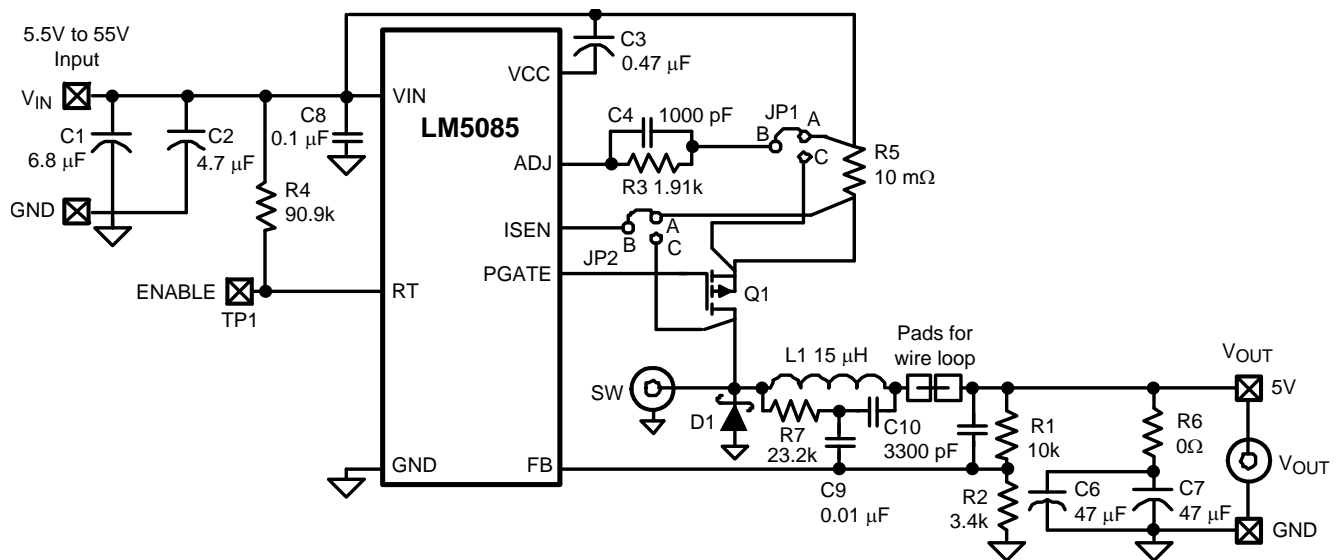 5.5V to 55V
Input
VIN
C1
6.8 μF
C2
4.7 μF
GND
R4
90.9k
C8
0.1 μF
ENABLE
TP1
LM5085
VIN
RT
GND
VCC
ADJ
ISEN
PGATE
FB
C3
0.47 μF
C4
1000 pF
R3 1.91k
JP1
A
B
C
R5
10 mΩ
A
B
C
JP2
Q1
SW
D1
L1 15 μH
R7
23.2k
C10
3300 pF
C9
0.01 μF
Pads for
wire loop
R1
10k
R2
3.4k
R6
0Ω
C6
47 μF
C7
47 μF
VOUT
5V
VOUT
GND